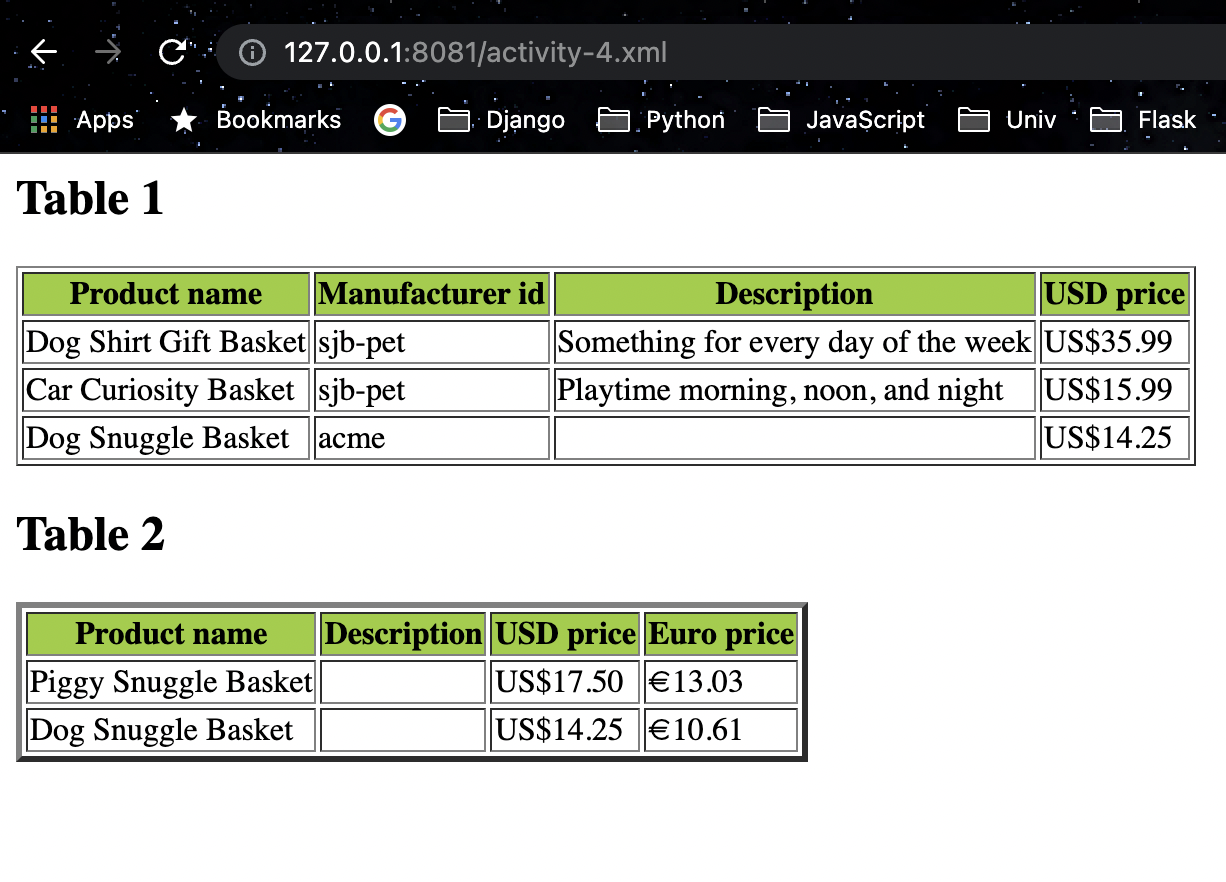 127.0.0.1:8081/activity-4.xml
Apps Bookmarks G Django Python JavaScript Univ Flask
Table 1
Product name Manufacturer id Description USD price
Dog Shirt Gift Basket sjb-pet Something for every day of the week US$35.99
Car Curiosity Basket sjb-pet Playtime morning, noon, and night US$15.99
Dog Snuggle Basket acme US$14.25
Table 2
Product name Description USD price Euro price
Piggy Snuggle Basket US$17.50 €13.03
Dog Snuggle Basket US$14.25 €10.61